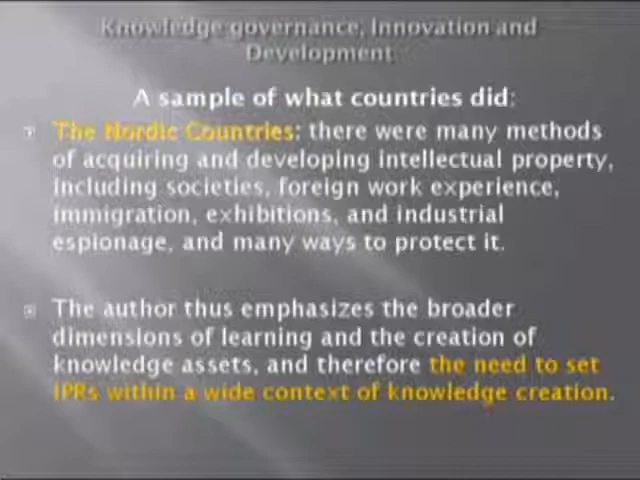 Knowledge governance, Innovation and
Development
A sample of what countries did:
The Nordic Countries: there were many methods
of acquiring and developing intellectual property,
including societies, foreign work experience,
immigration, exhibitions, and industrial
espionage, and many ways to protect it.
The author thus emphasizes the broader
dimensions of learning and the creation of
knowledge assets, and therefore the need to set
IPRs within a wide context of knowledge creation.